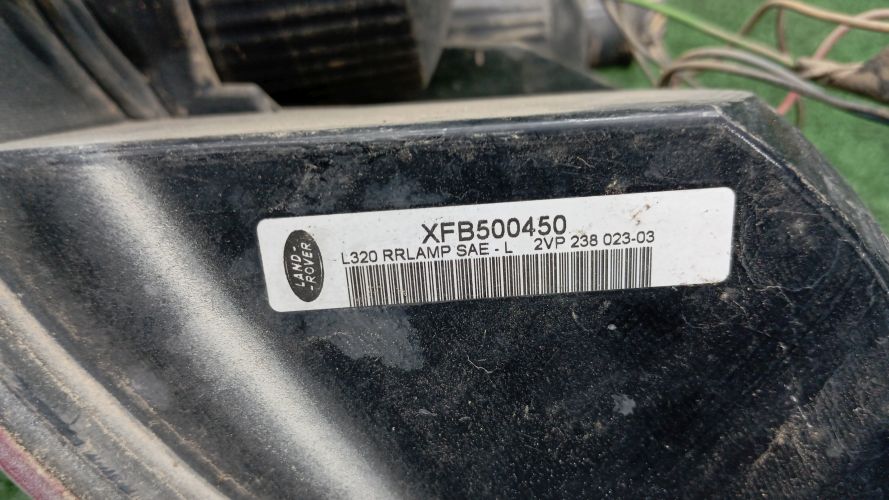 XFB500450
L320 RRLAMP SAE - L 2VP 238 023-03
LAND-
-ROVER